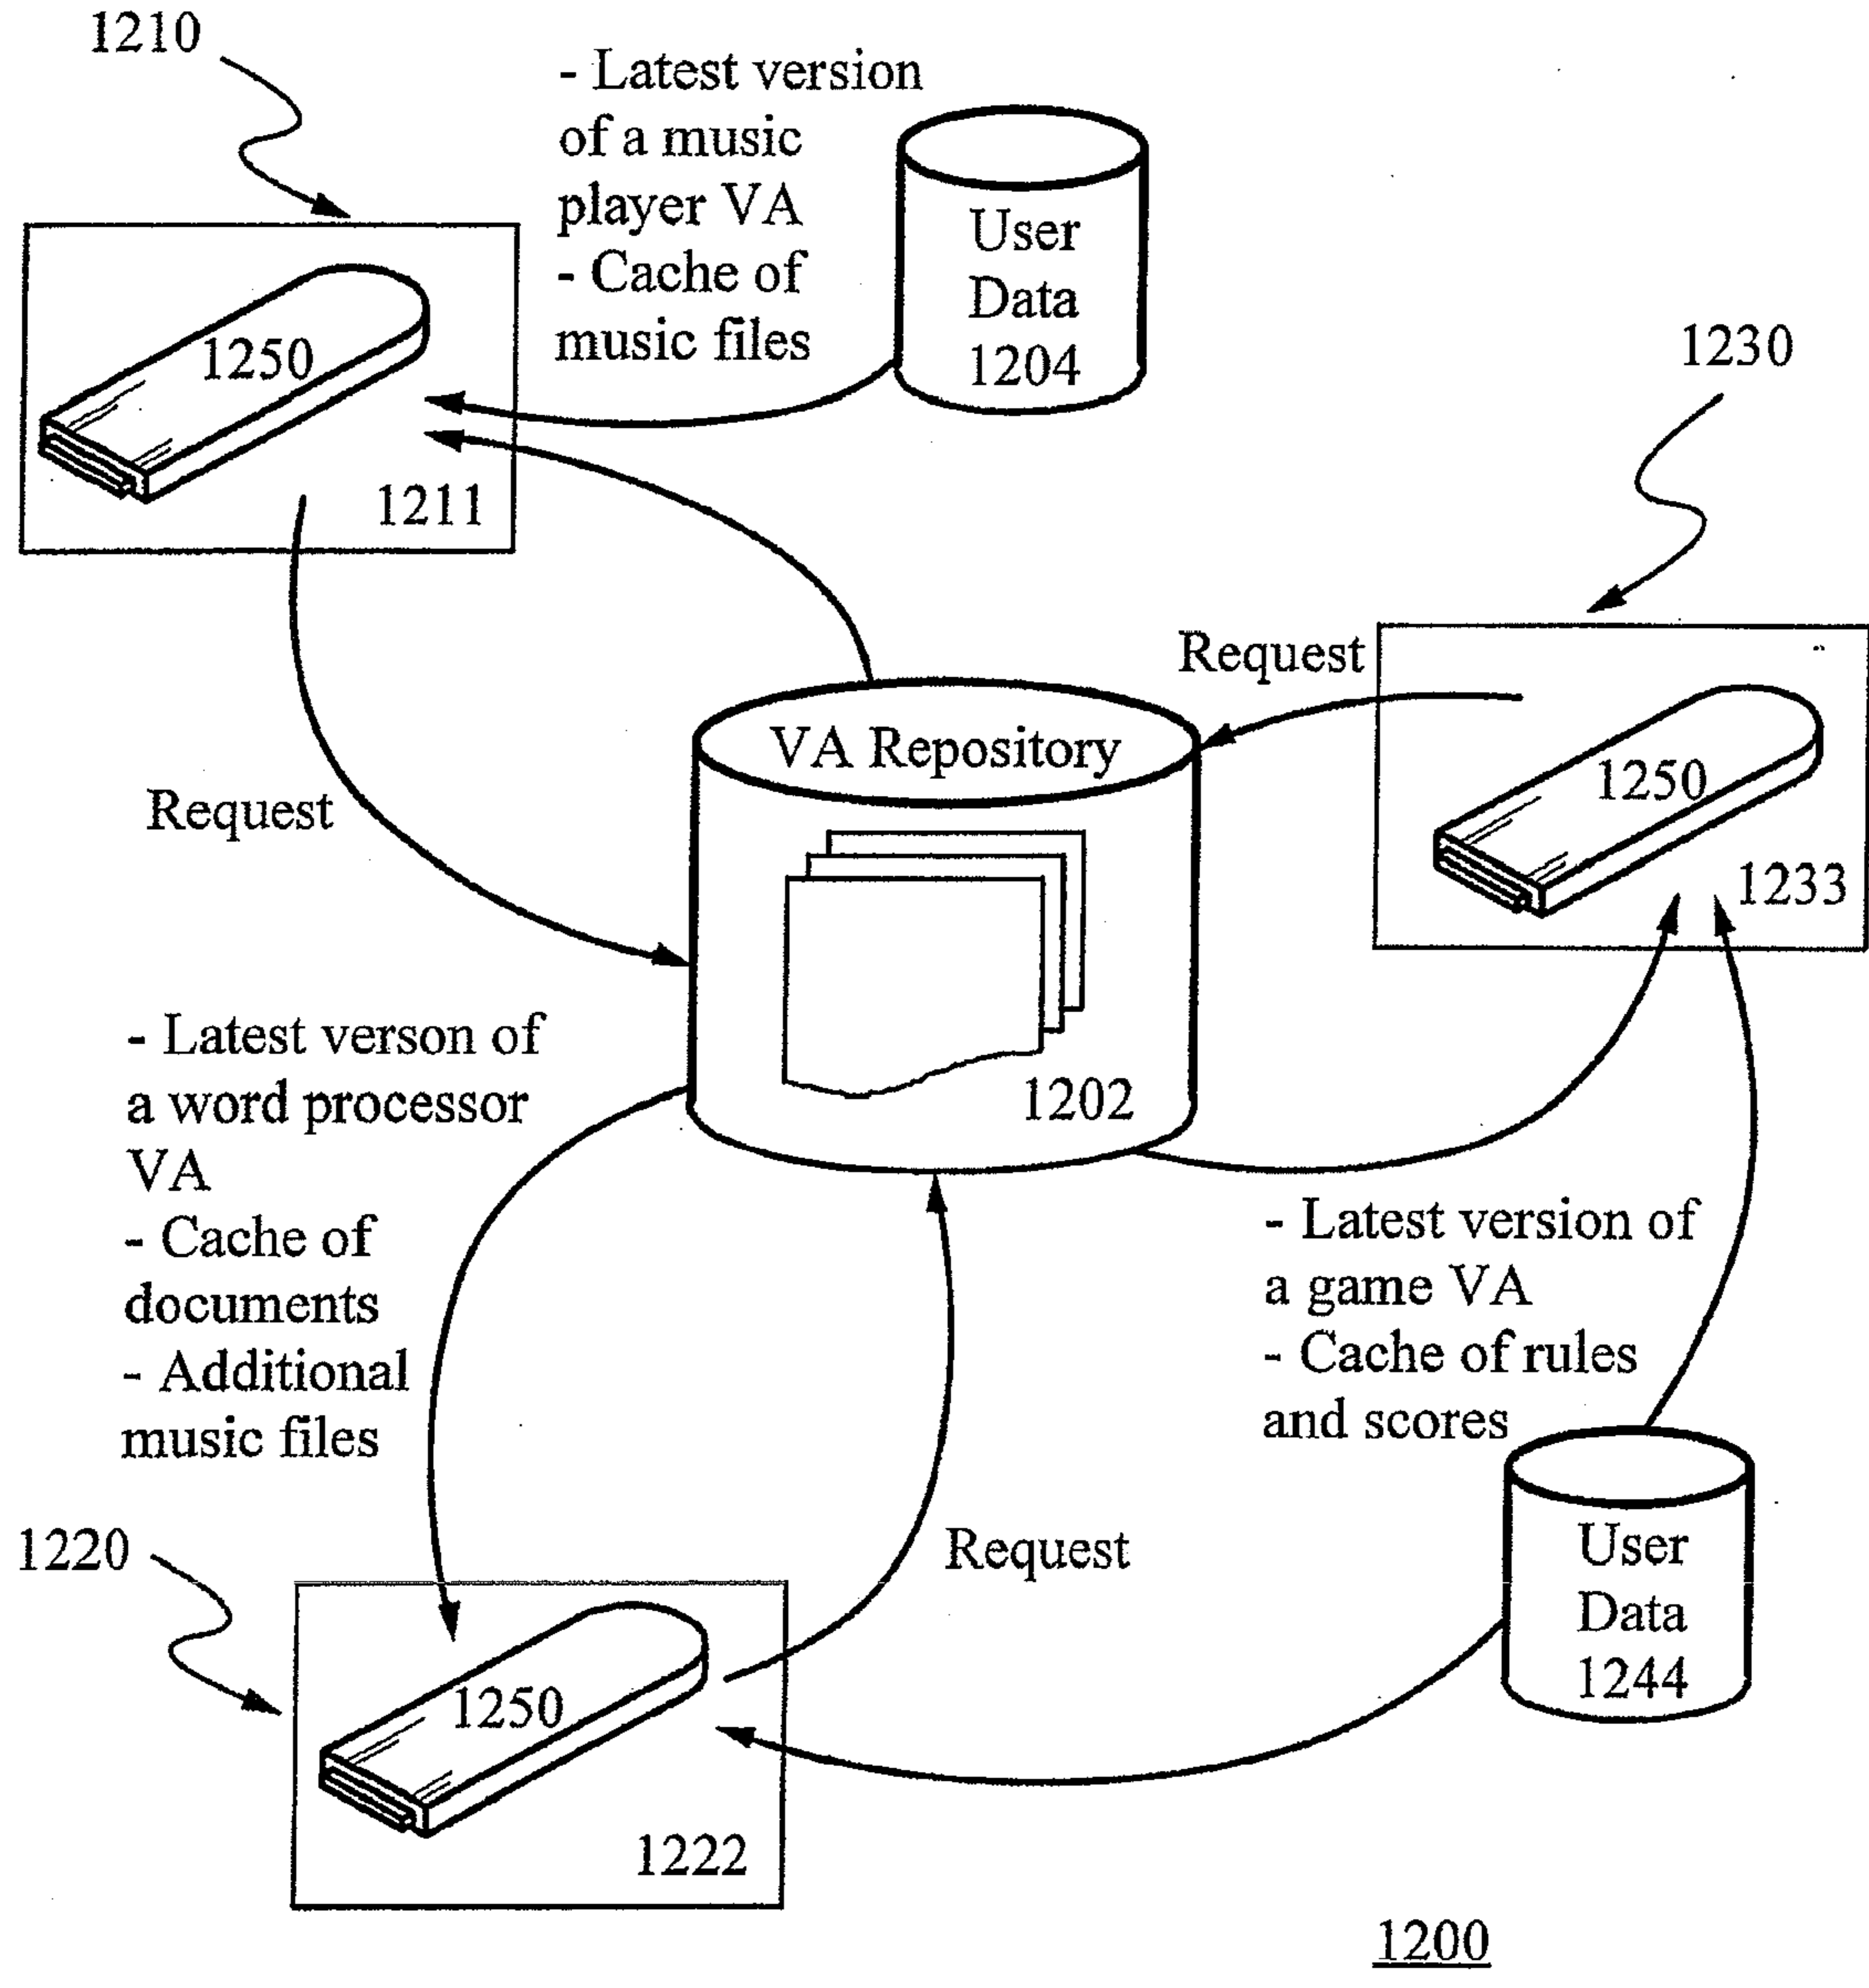 1210
- Latest version
of a music
player VA
- Cache of
music files
User
Data
1204
1250
1211
1230
Request
1250
1233
Request
VA Repository
1202
- Latest verson of
a word processor
VA
- Cache of
documents
- Additional
music files
- Latest version of
a game VA
- Cache of rules
and scores
1220
Request
User
Data
1244
1250
1222
1200